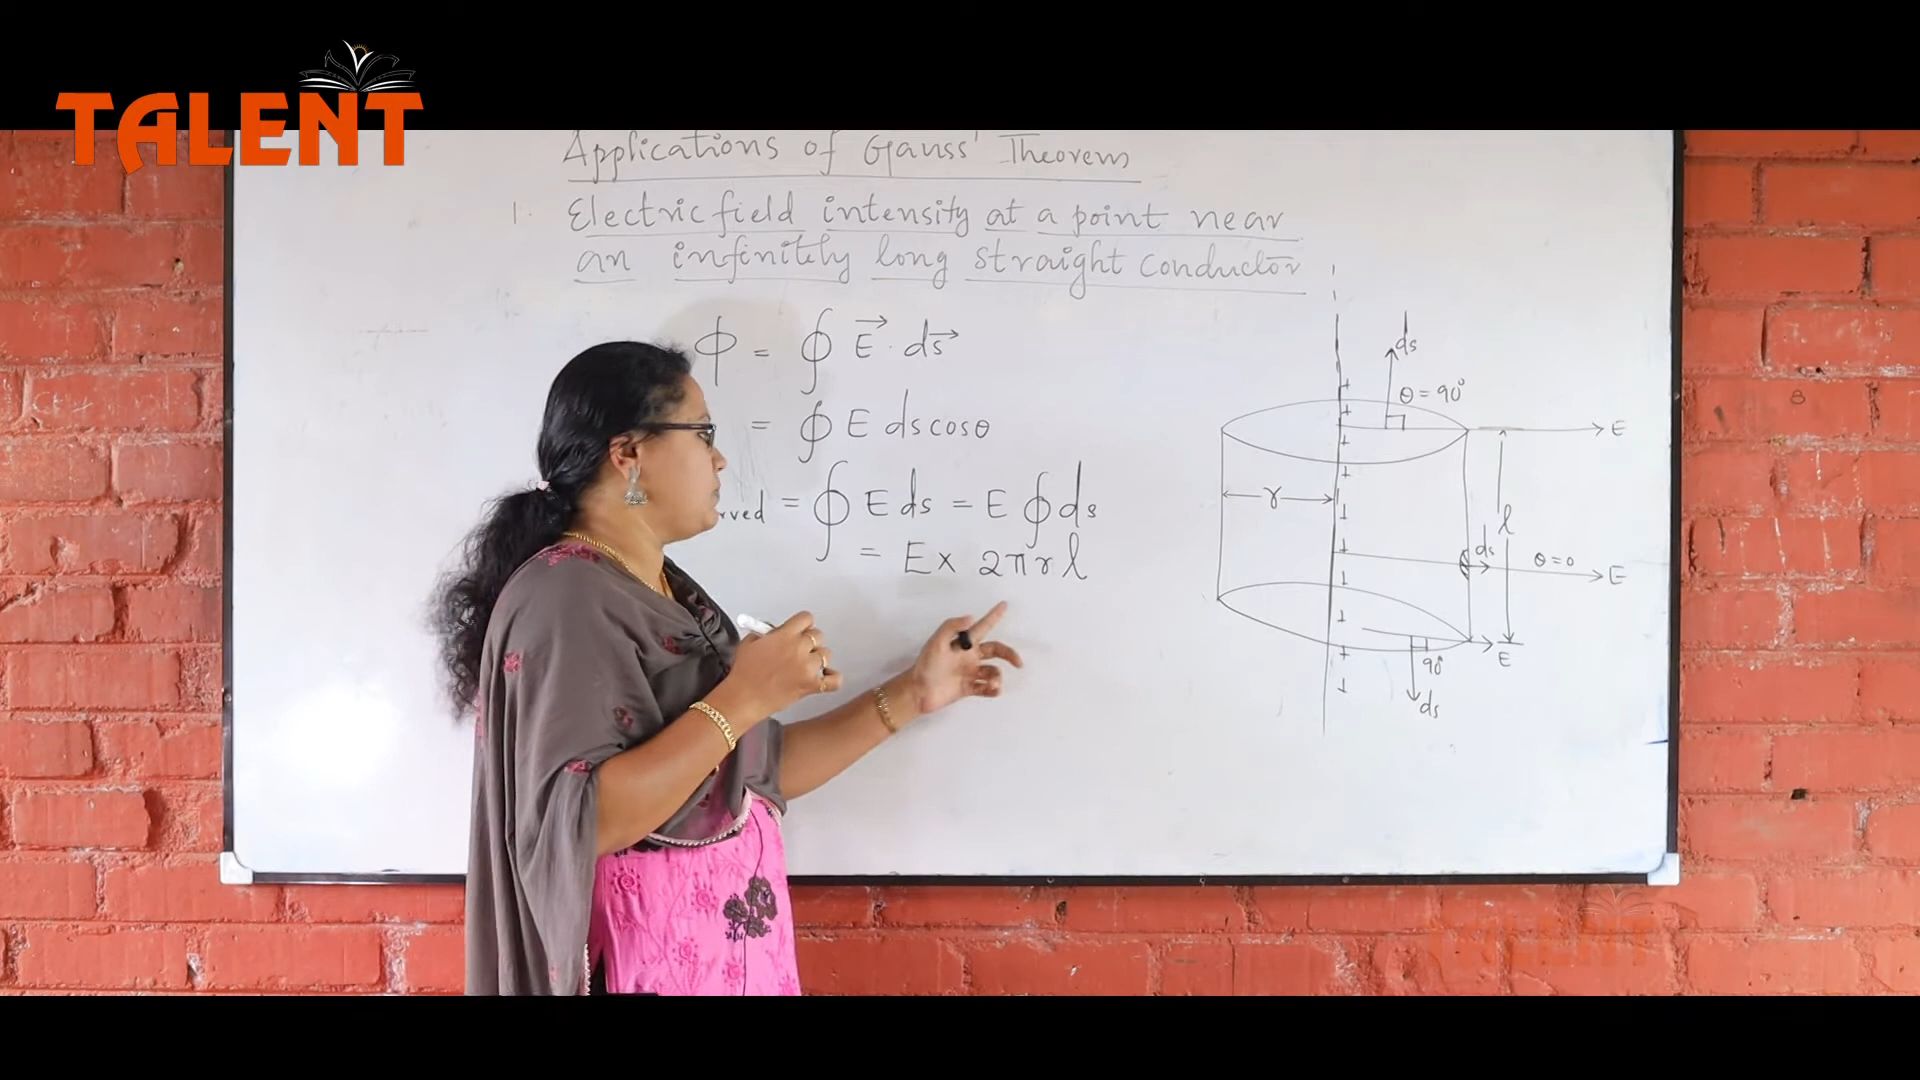 TALENT
Applications of Gauss' Theorem
1. Electric field intensity at a point near
an infinitely long straight conductor
ϕ = ∮ E⃗ . ds⃗
= ∮ E ds cosθ
= ∮ E ds = E ∮ ds
= E x 2πrl
ds
θ = 90°
E
r
l
ds
θ = 0
E
E
90°
ds